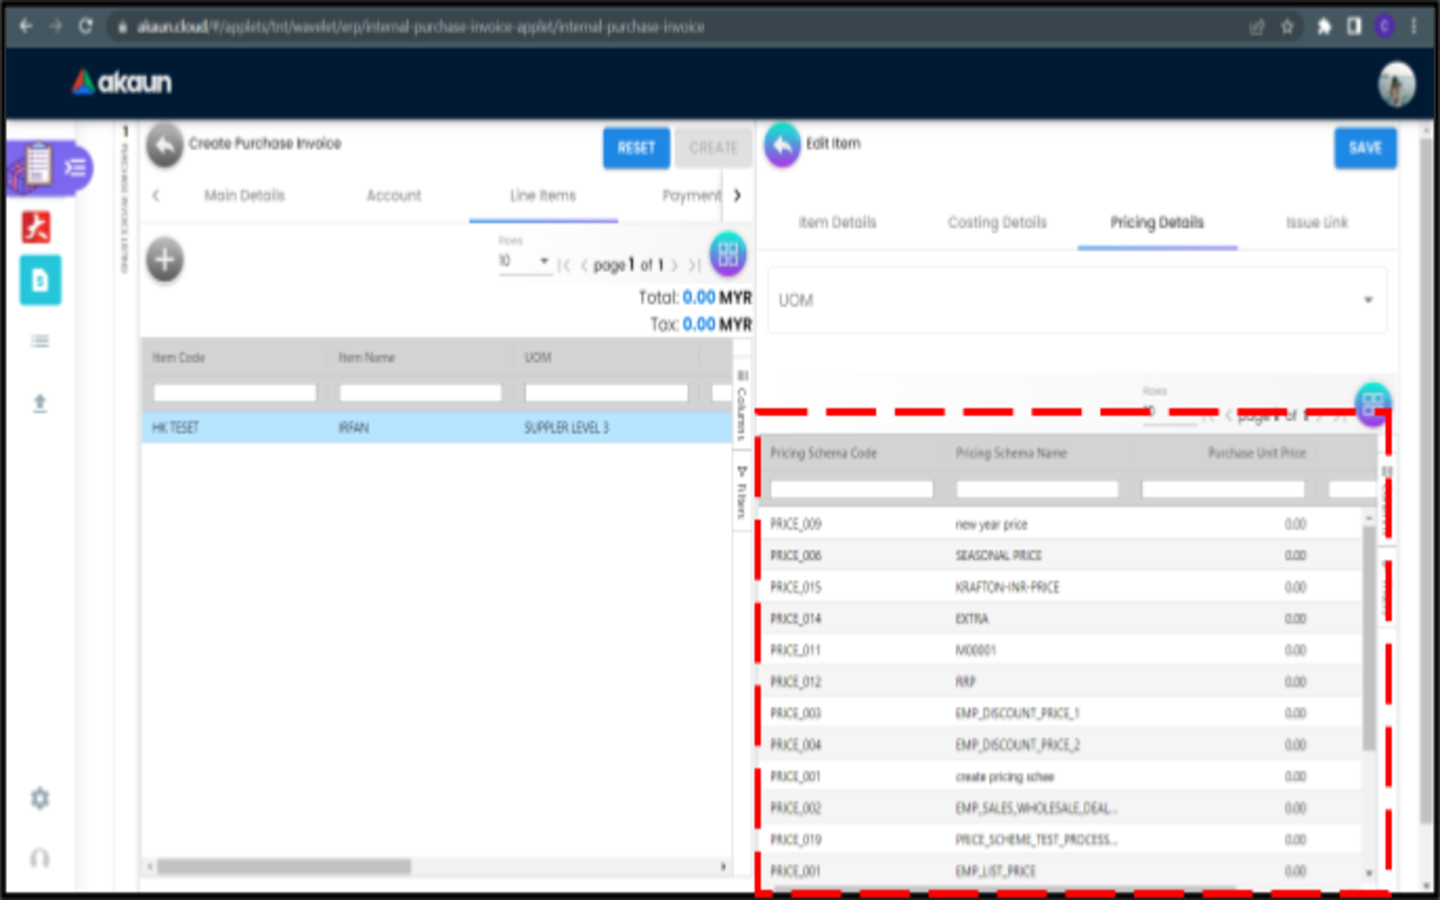 akaun.cloud/#/applets/tnt/wavelet/erp/internal-purchase-invoice-applet/internal-purchase-invoice
akaun
1 PURCHASE INVOICE LISTING
Create Purchase Invoice
RESET
CREATE
Main Details
Account
Line Items
Payment
Rows
10
page 1 of 1
Total: 0.00 MYR
Tax: 0.00 MYR
Item Code Item Name UOM
HK TESET IRFAN SUPPLER LEVEL 3
Columns
Filters
Edit Item
SAVE
Item Details
Costing Details
Pricing Details
Issue Link
UOM
Rows
page of
Pricing Schema Code Pricing Schema Name Purchase Unit Price
PRICE_009 new year price 0.00
PRICE_006 SEASONAL PRICE 0.00
PRICE_015 KRAFTON-INR-PRICE 0.00
PRICE_014 EXTRA 0.00
PRICE_011 M00001 0.00
PRICE_012 RRP 0.00
PRICE_003 EMP_DISCOUNT_PRICE_1 0.00
PRICE_004 EMP_DISCOUNT_PRICE_2 0.00
PRICE_001 create pricing schee 0.00
PRICE_002 EMP_SALES_WHOLESALE_DEAL... 0.00
PRICE_019 PRICE_SCHEME_TEST_PROCESS... 0.00
PRICE_001 EMP_LIST_PRICE 0.00